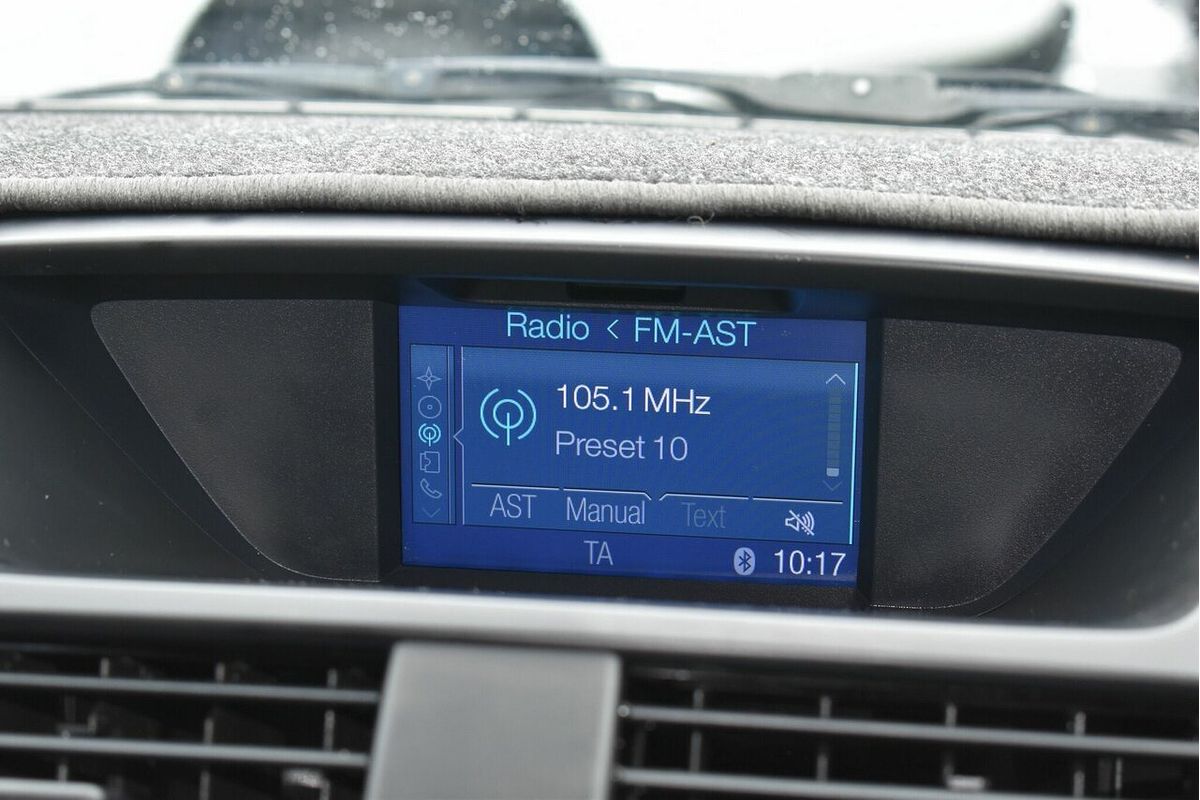 Radio < FM-AST
105.1 MHz
Preset 10
AST Manual Text
TA 10:17